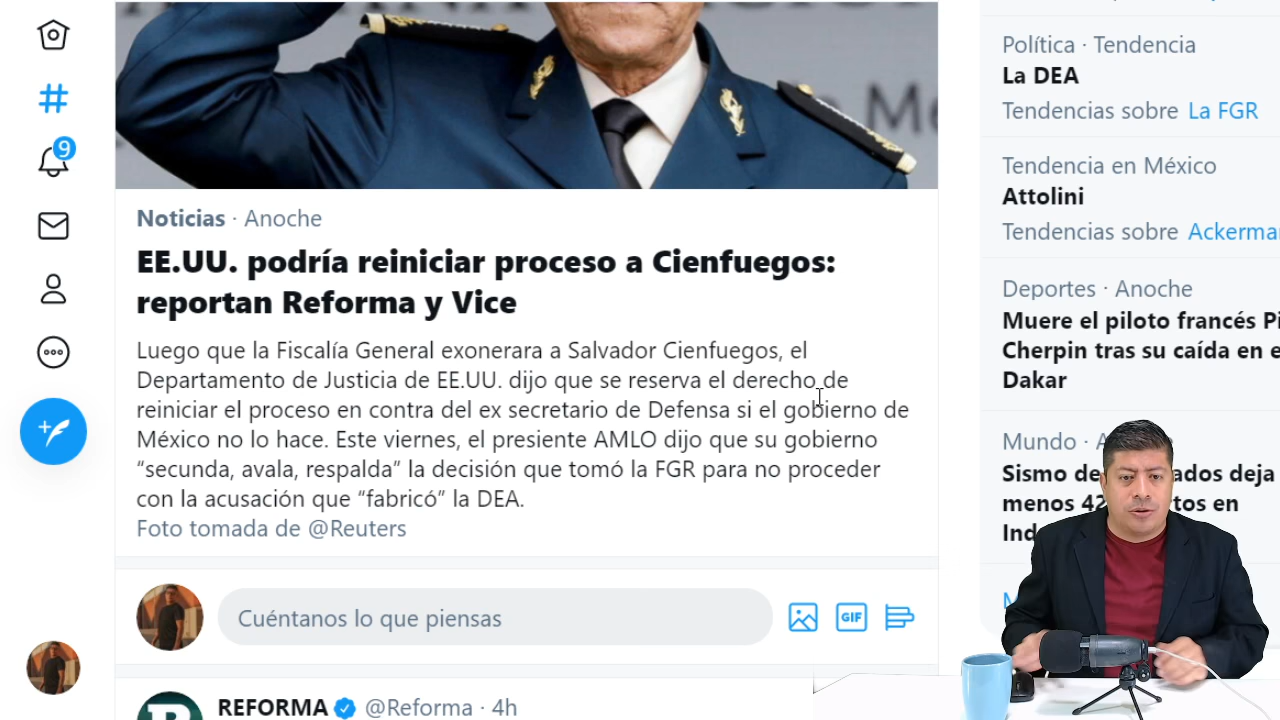 9
Noticias · Anoche
EE.UU. podría reiniciar proceso a Cienfuegos:
reportan Reforma y Vice
Luego que la Fiscalía General exonerara a Salvador Cienfuegos, el
Departamento de Justicia de EE.UU. dijo que se reserva el derecho de
reiniciar el proceso en contra del ex secretario de Defensa si el gobierno de
México no lo hace. Este viernes, el presiente AMLO dijo que su gobierno
“secunda, avala, respalda” la decisión que tomó la FGR para no proceder
con la acusación que “fabricó” la DEA.
Foto tomada de @Reuters
Cuéntanos lo que piensas
GIF
REFORMA @Reforma · 4h
Política · Tendencia
La DEA
Tendencias sobre La FGR
Tendencia en México
Attolini
Tendencias sobre Ackerma
Deportes · Anoche
Muere el piloto francés Pi
Cherpin tras su caída en e
Dakar
Mundo ·
Sismo de ados deja
menos 42 tos en
Ind